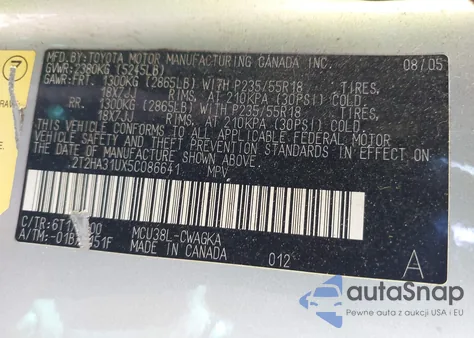 MFD. BY: TOYOTA MOTOR MANUFACTURING CANADA INC. 08/05
GVWR: 2380KG (5245LB)
GAWR: FRT. 1300KG (2865LB) WITH P235/55R18 TIRES,
18X7JJ RIMS, AT 210KPA (30PSI) COLD.
RR. 1300KG (2865LB) WITH P235/55R18 TIRES,
18X7JJ RIMS, AT 210KPA (30PSI) COLD.
THIS VEHICLE CONFORMS TO ALL APPLICABLE FEDERAL MOTOR
VEHICLE SAFETY AND THEFT PREVENTION STANDARDS IN EFFECT ON
THE DATE OF MANUFACTURE SHOWN ABOVE.
2T2HA31UX5C086641 MPV
C/TR: MCU38L-CWAGKA
A/TM: MADE IN CANADA 012 A
autoSnap
Pewne auta z aukcji USA i EU